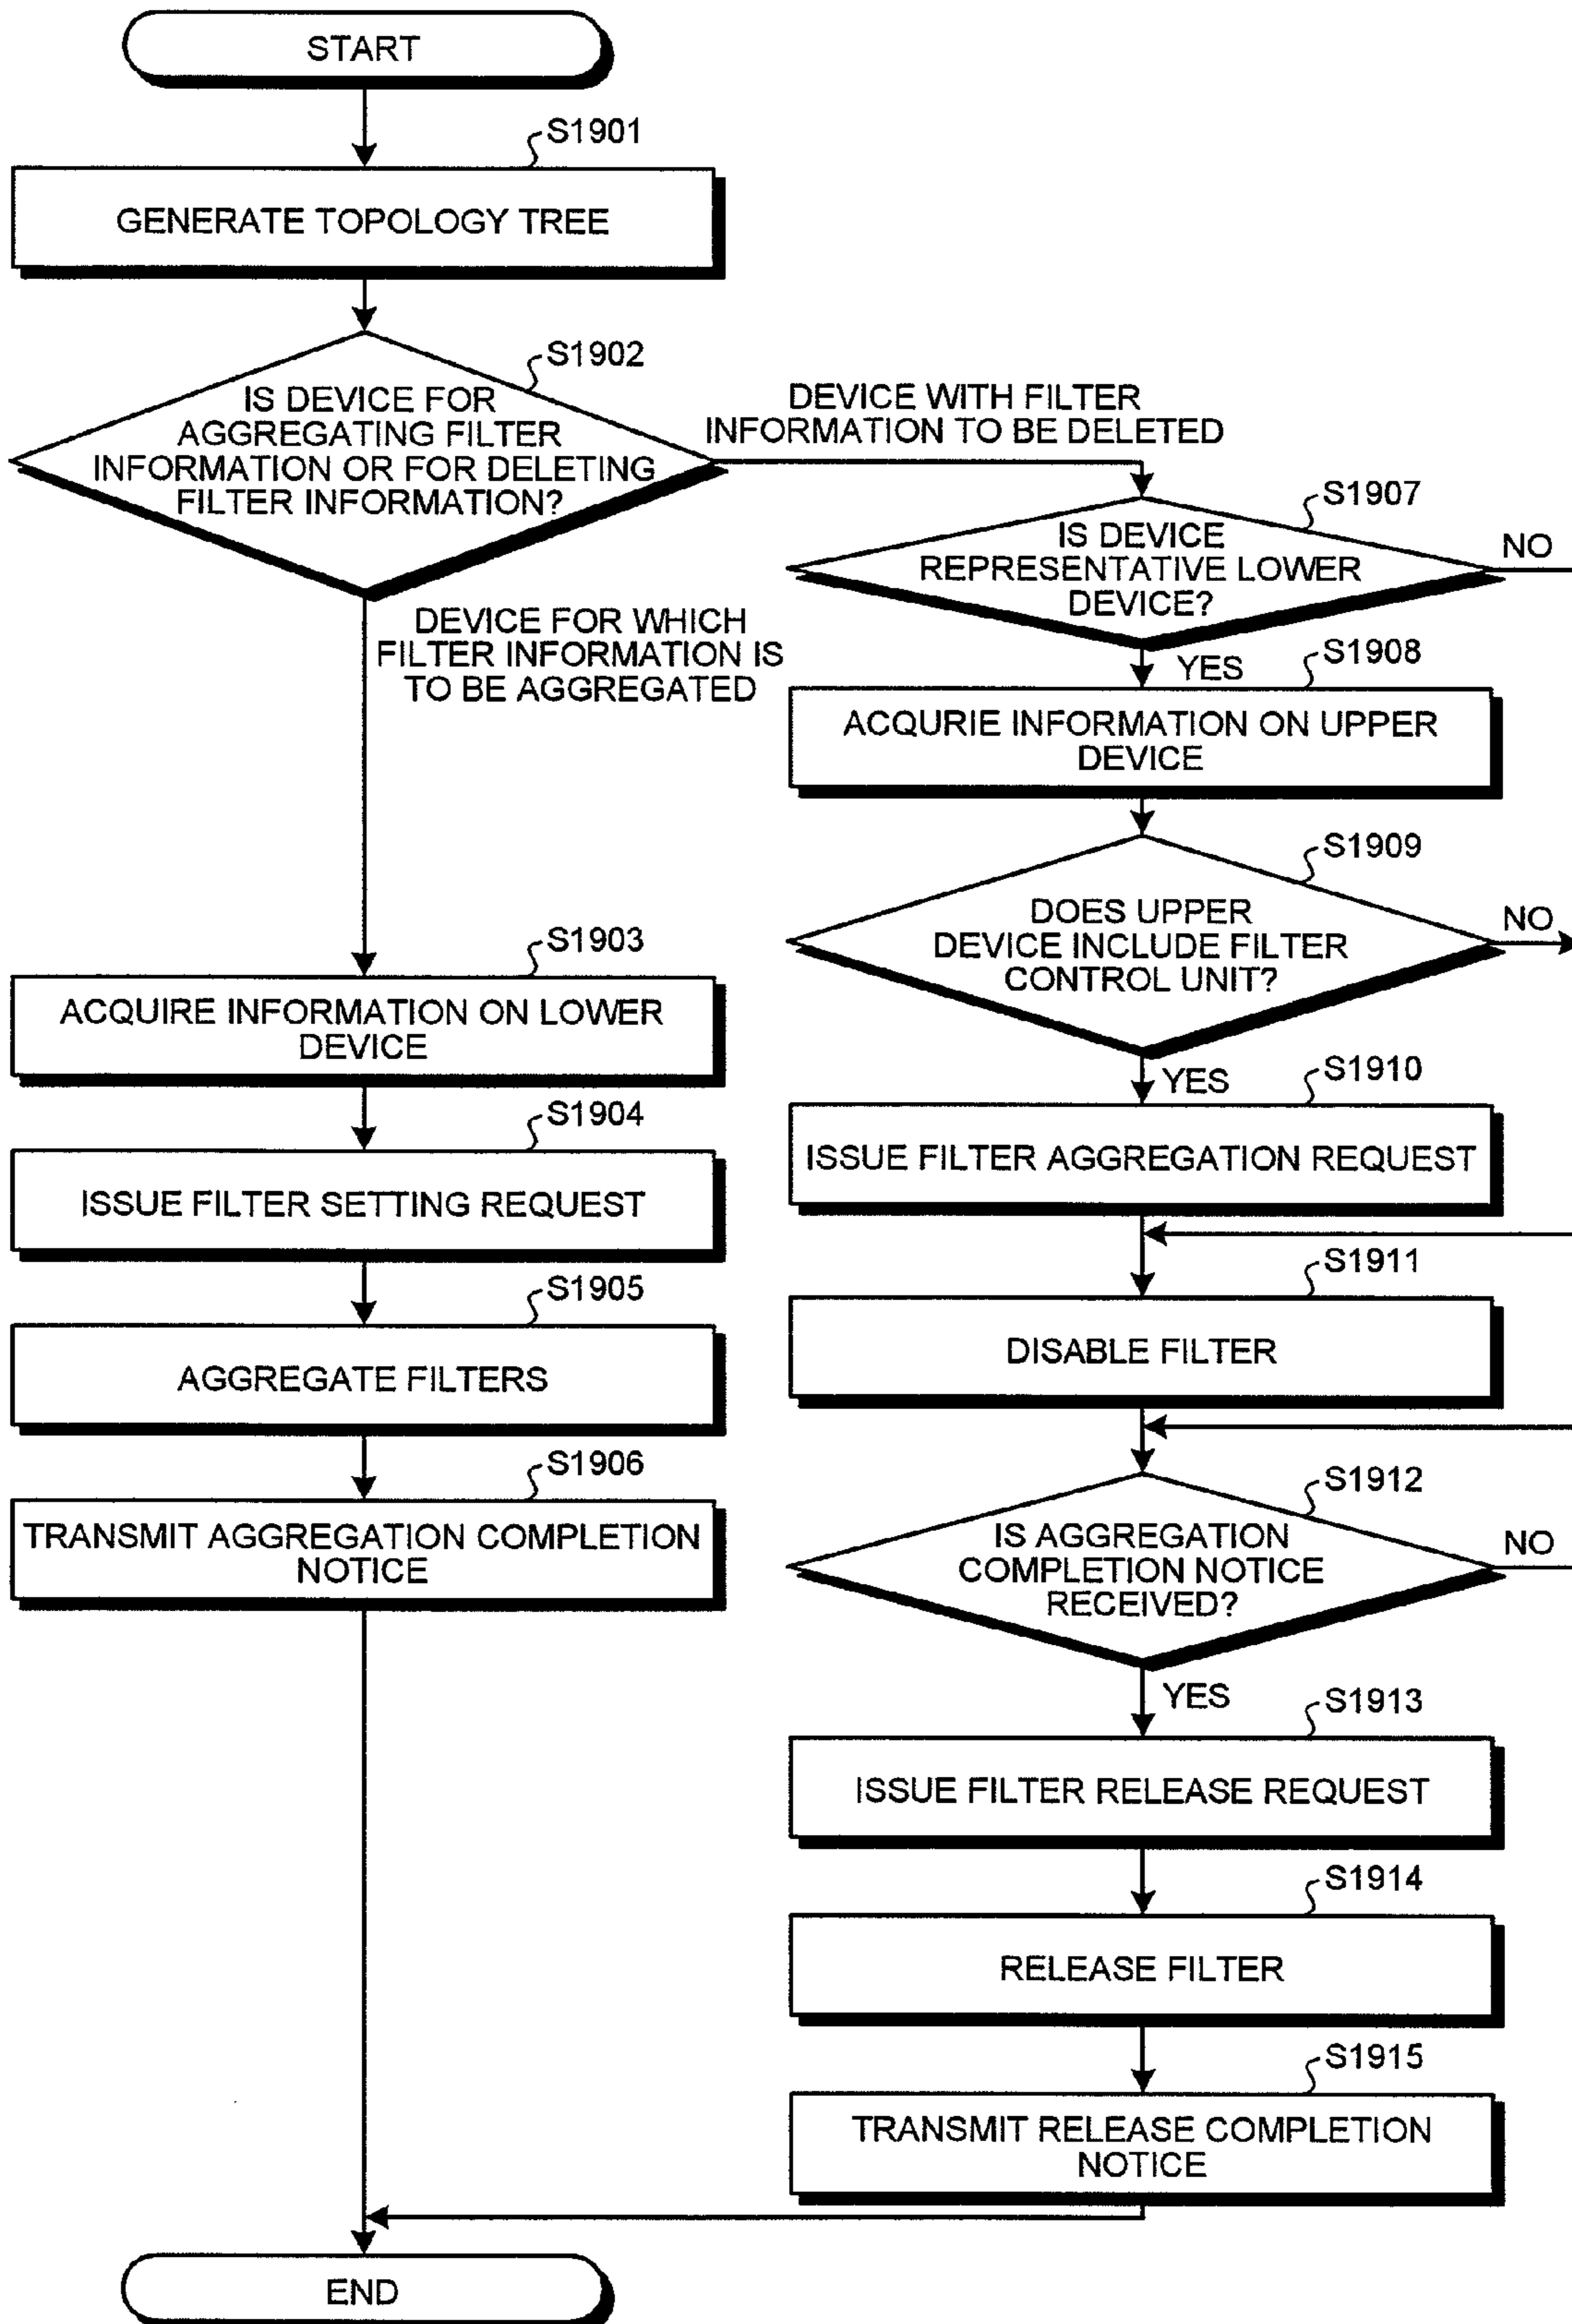 START
S1901
GENERATE TOPOLOGY TREE
S1902
IS DEVICE FOR
AGGREGATING FILTER
INFORMATION OR FOR DELETING
FILTER INFORMATION?
DEVICE WITH FILTER
INFORMATION TO BE DELETED
DEVICE FOR WHICH
FILTER INFORMATION IS
TO BE AGGREGATED
S1903
ACQUIRE INFORMATION ON LOWER
DEVICE
S1904
ISSUE FILTER SETTING REQUEST
S1905
AGGREGATE FILTERS
S1906
TRANSMIT AGGREGATION COMPLETION
NOTICE
S1907
IS DEVICE
REPRESENTATIVE LOWER
DEVICE?
NO
YES
S1908
ACQURIE INFORMATION ON UPPER
DEVICE
S1909
DOES UPPER
DEVICE INCLUDE FILTER
CONTROL UNIT?
NO
YES
S1910
ISSUE FILTER AGGREGATION REQUEST
S1911
DISABLE FILTER
S1912
IS AGGREGATION
COMPLETION NOTICE
RECEIVED?
NO
YES
S1913
ISSUE FILTER RELEASE REQUEST
S1914
RELEASE FILTER
S1915
TRANSMIT RELEASE COMPLETION
NOTICE
END